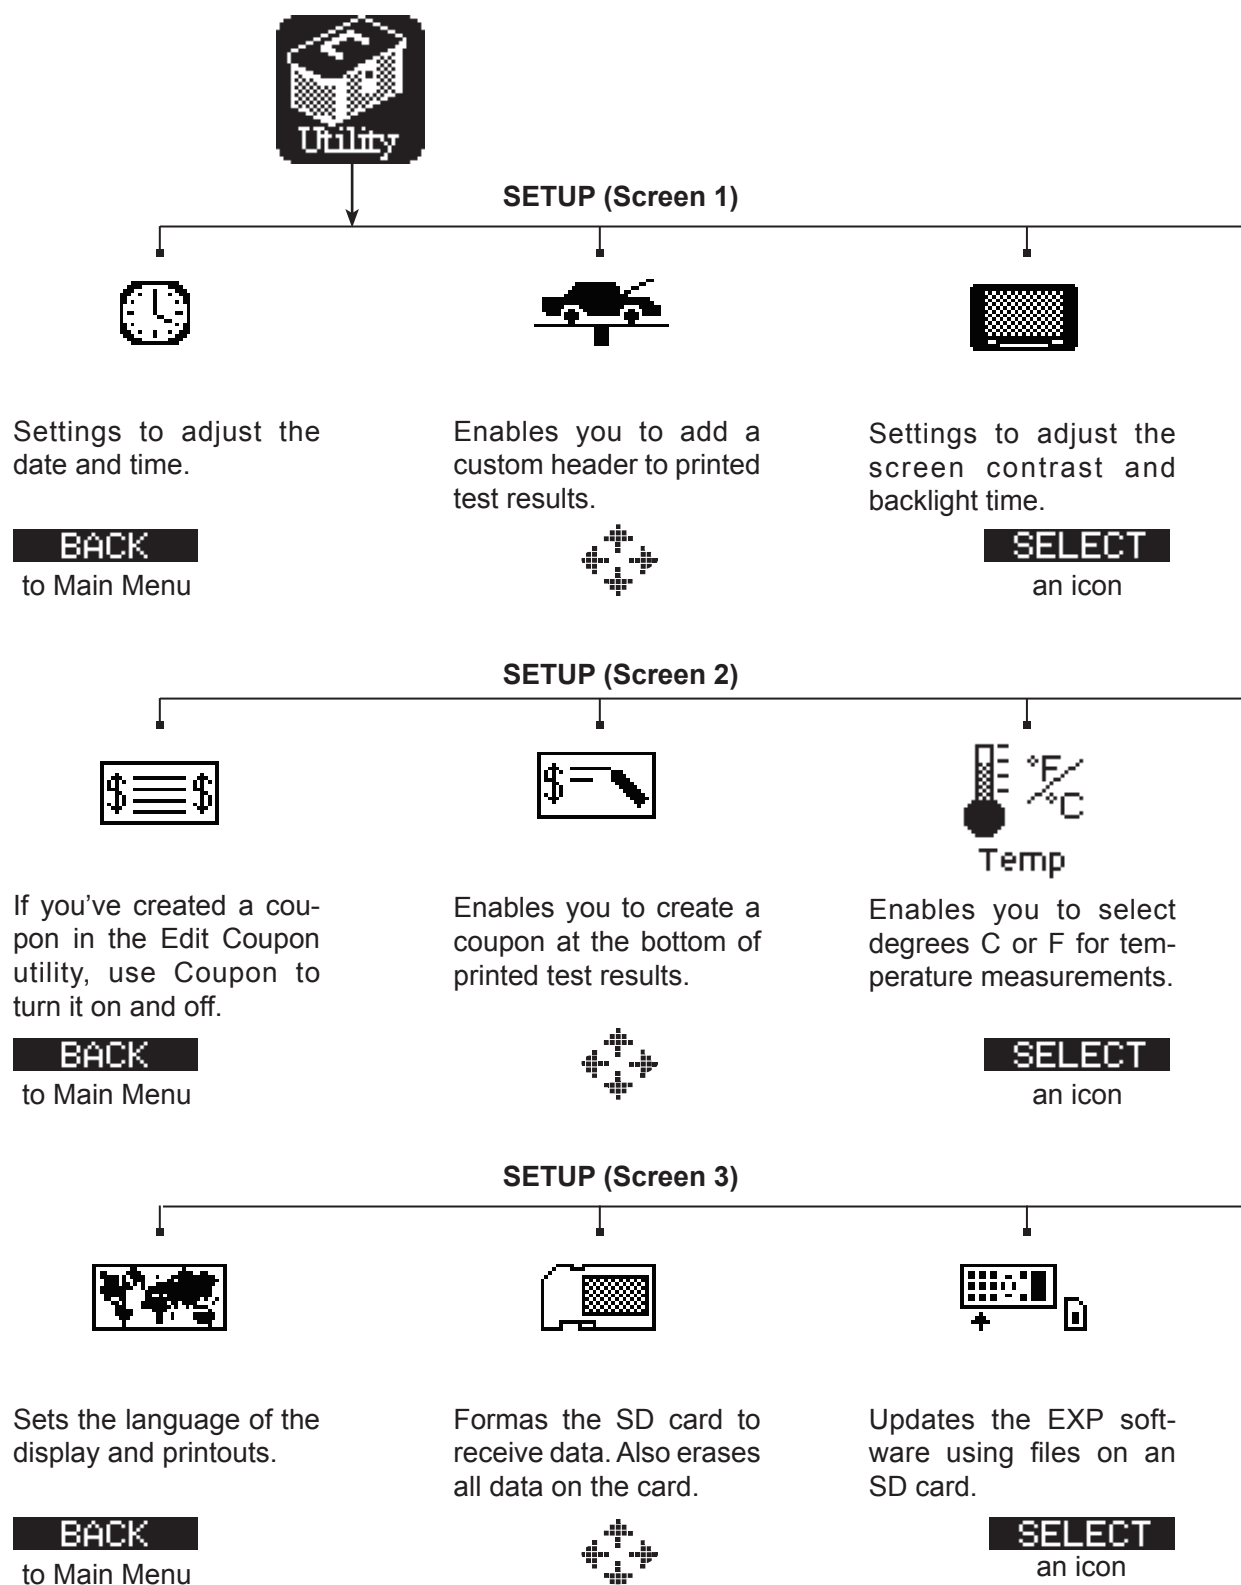 Utility
SETUP (Screen 1)
Settings to adjust the
date and time.
Enables you to add a
custom header to printed
test results.
Settings to adjust the
screen contrast and
backlight time.
BACK
to Main Menu
SELECT
an icon
SETUP (Screen 2)
$ $
$
°F/°C
Temp
If you’ve created a cou-
pon in the Edit Coupon
utility, use Coupon to
turn it on and off.
Enables you to create a
coupon at the bottom of
printed test results.
Enables you to select
degrees C or F for tem-
perature measurements.
BACK
to Main Menu
SELECT
an icon
SETUP (Screen 3)
Sets the language of the
display and printouts.
Formas the SD card to
receive data. Also erases
all data on the card.
Updates the EXP soft-
ware using files on an
SD card.
BACK
to Main Menu
SELECT
an icon